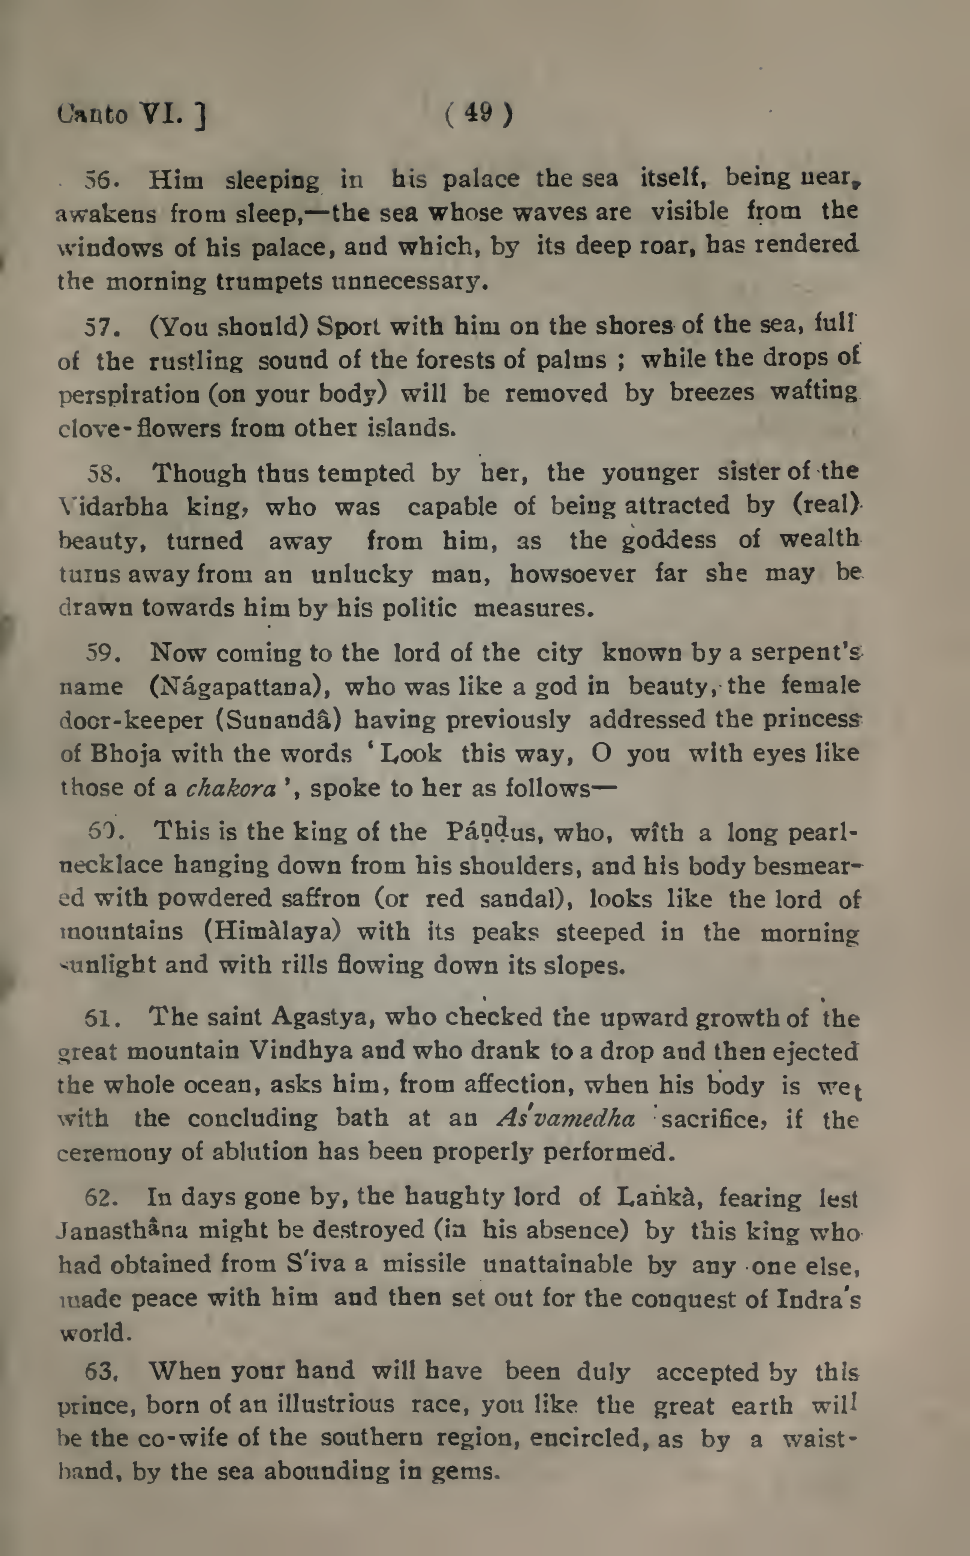 Canto VI. ] ( 49 )
56. Him sleeping in his palace the sea itself, being near,
awakens from sleep,—the sea whose waves are visible from the
windows of his palace, and which, by its deep roar, has rendered
the morning trumpets unnecessary.
57. (You should) Sport with him on the shores of the sea, full
of the rustling sound of the forests of palms ; while the drops of
perspiration (on your body) will be removed by breezes wafting
clove-flowers from other islands.
58. Though thus tempted by her, the younger sister of the
Vidarbha king, who was capable of being attracted by (real)
beauty, turned away from him, as the goddess of wealth
turns away from an unlucky man, howsoever far she may be
drawn towards him by his politic measures.
59. Now coming to the lord of the city known by a serpent's
name (Nágapattana), who was like a god in beauty, the female
door-keeper (Sunandâ) having previously addressed the princess
of Bhoja with the words ‘ Look this way, O you with eyes like
those of a chakora ’, spoke to her as follows—
60. This is the king of the Páṇḍus, who, with a long pearl-
necklace hanging down from his shoulders, and his body besmear-
ed with powdered saffron (or red sandal), looks like the lord of
mountains (Himàlaya) with its peaks steeped in the morning
sunlight and with rills flowing down its slopes.
61. The saint Agastya, who checked the upward growth of the
great mountain Vindhya and who drank to a drop and then ejected
the whole ocean, asks him, from affection, when his body is wet
with the concluding bath at an As'vamedha sacrifice, if the
ceremony of ablution has been properly performed.
62. In days gone by, the haughty lord of Laṅkà, fearing lest
Janasthâna might be destroyed (in his absence) by this king who
had obtained from S'iva a missile unattainable by any one else,
made peace with him and then set out for the conquest of Indra's
world.
63. When your hand will have been duly accepted by this
prince, born of an illustrious race, you like the great earth will
be the co-wife of the southern region, encircled, as by a waist-
band, by the sea abounding in gems.